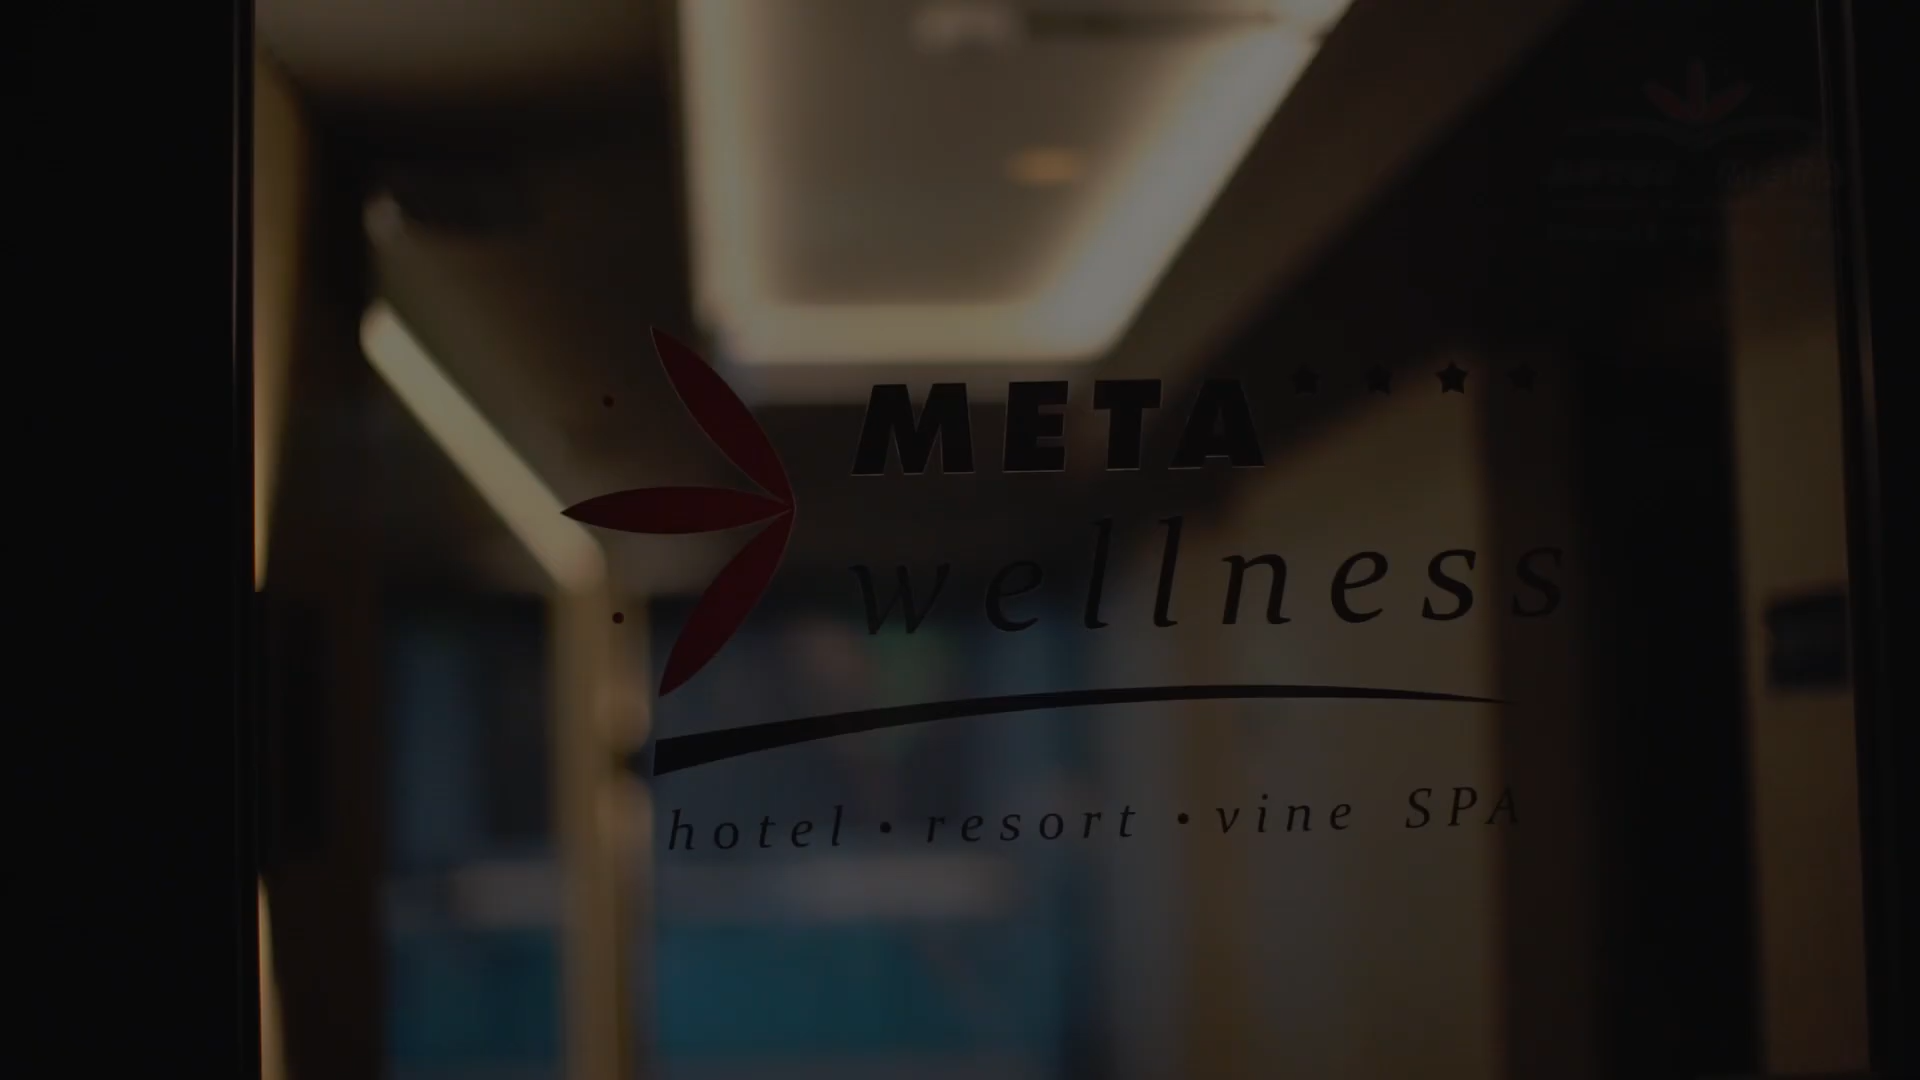 META
wellness
hotel • resort • vine SPA